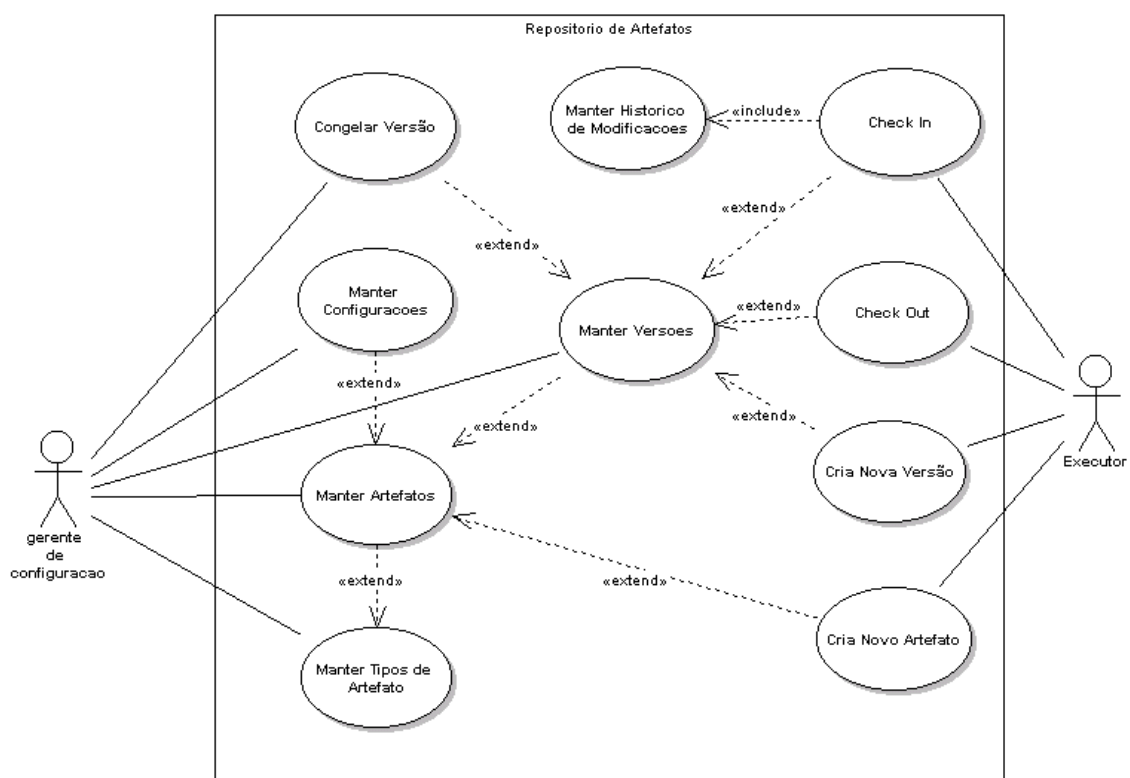 Repositorio de Artefatos
Congelar Versão
Manter Historico
de Modificacoes
«include»
Check In
«extend»
«extend»
Manter
Configuracoes
Manter Versoes
«extend»
Check Out
«extend»
«extend»
«extend»
Manter Artefatos
Cria Nova Versão
Executor
gerente
de
configuracao
«extend»
«extend»
Manter Tipos de
Artefato
Cria Novo Artefato